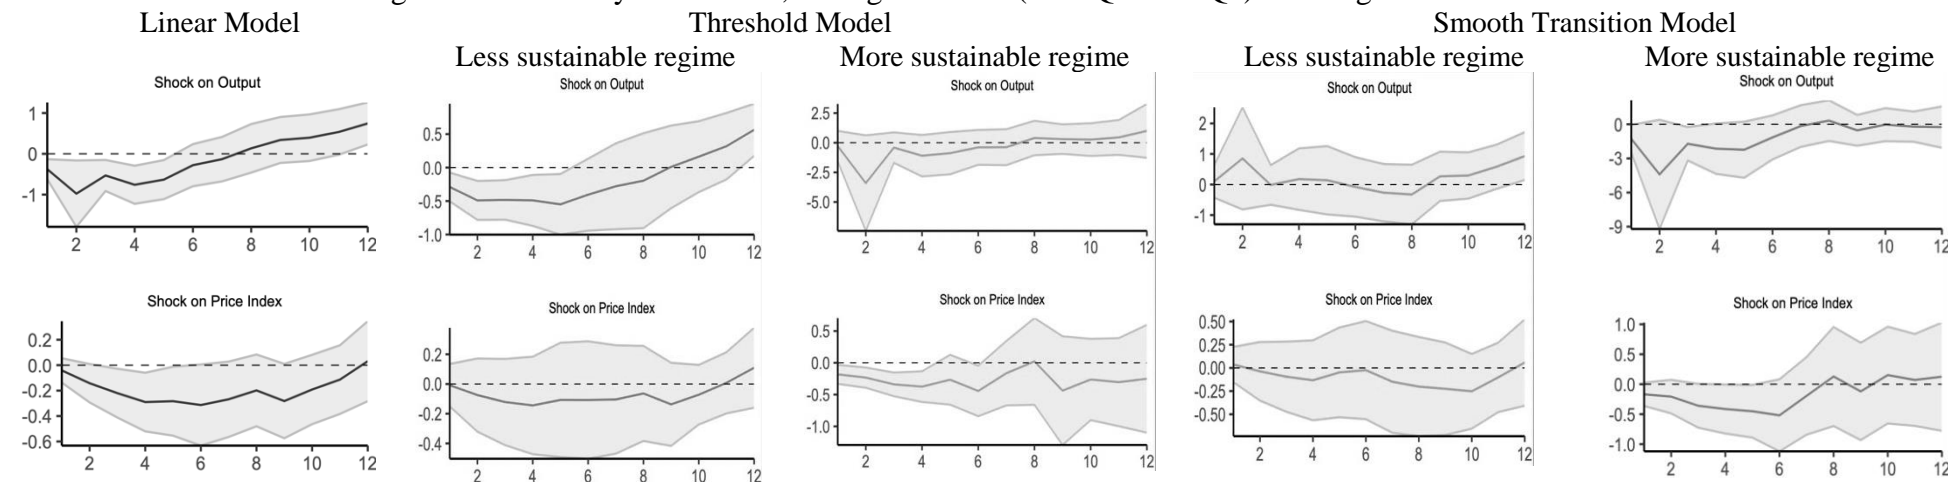 Linear Model Threshold Model Smooth Transition Model
Less sustainable regime More sustainable regime Less sustainable regime More sustainable regime
Shock on Output Shock on Output Shock on Output Shock on Output Shock on Output
1 0 -1
2 4 6 8 10 12
0.5 0.0 -0.5 -1.0
2 4 6 8 10 12
2.5 0.0 -2.5 -5.0
2 4 6 8 10 12
2 1 0 -1
2 4 6 8 10 12
0 -3 -6 -9
2 4 6 8 10 12
Shock on Price Index Shock on Price Index Shock on Price Index Shock on Price Index Shock on Price Index
0.2 0.0 -0.2 -0.4 -0.6
2 4 6 8 10 12
0.2 0.0 -0.2 -0.4
2 4 6 8 10 12
0.5 0.0 -0.5 -1.0
2 4 6 8 10 12
0.50 0.25 0.00 -0.25 -0.50
2 4 6 8 10 12
1.0 0.5 0.0 -0.5 -1.0
2 4 6 8 10 12